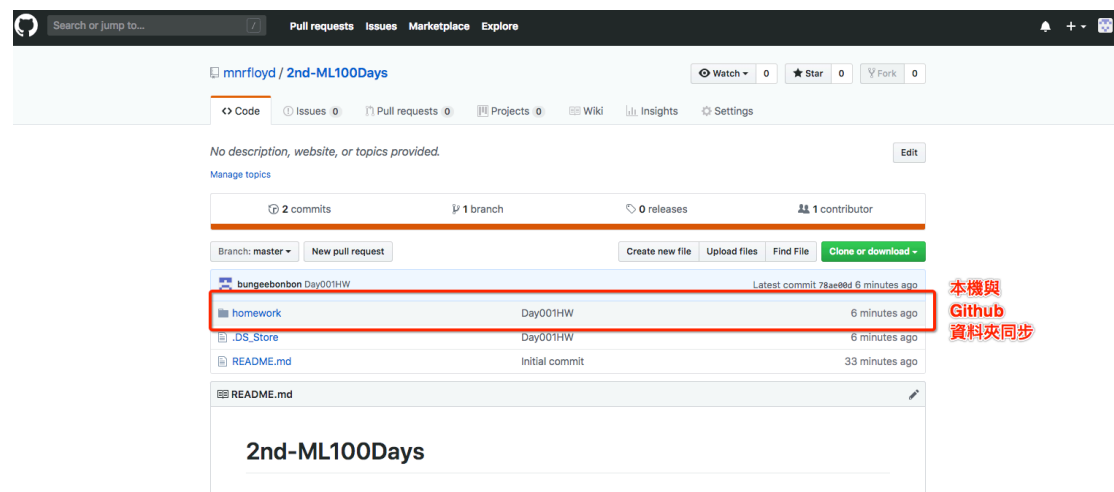 Search or jump to... / Pull requests Issues Marketplace Explore
mnrfloyd / 2nd-ML100Days Watch 0 Star 0 Fork 0
Code Issues 0 Pull requests 0 Projects 0 Wiki Insights Settings
No description, website, or topics provided. Edit
Manage topics
2 commits 1 branch 0 releases 1 contributor
Branch: master New pull request Create new file Upload files Find File Clone or download
bungeebonbon Day001HW Latest commit 78ae00d 6 minutes ago
homework Day001HW 6 minutes ago
.DS_Store Day001HW 6 minutes ago
README.md Initial commit 33 minutes ago
本機與
Github
資料夾同步
README.md
2nd-ML100Days